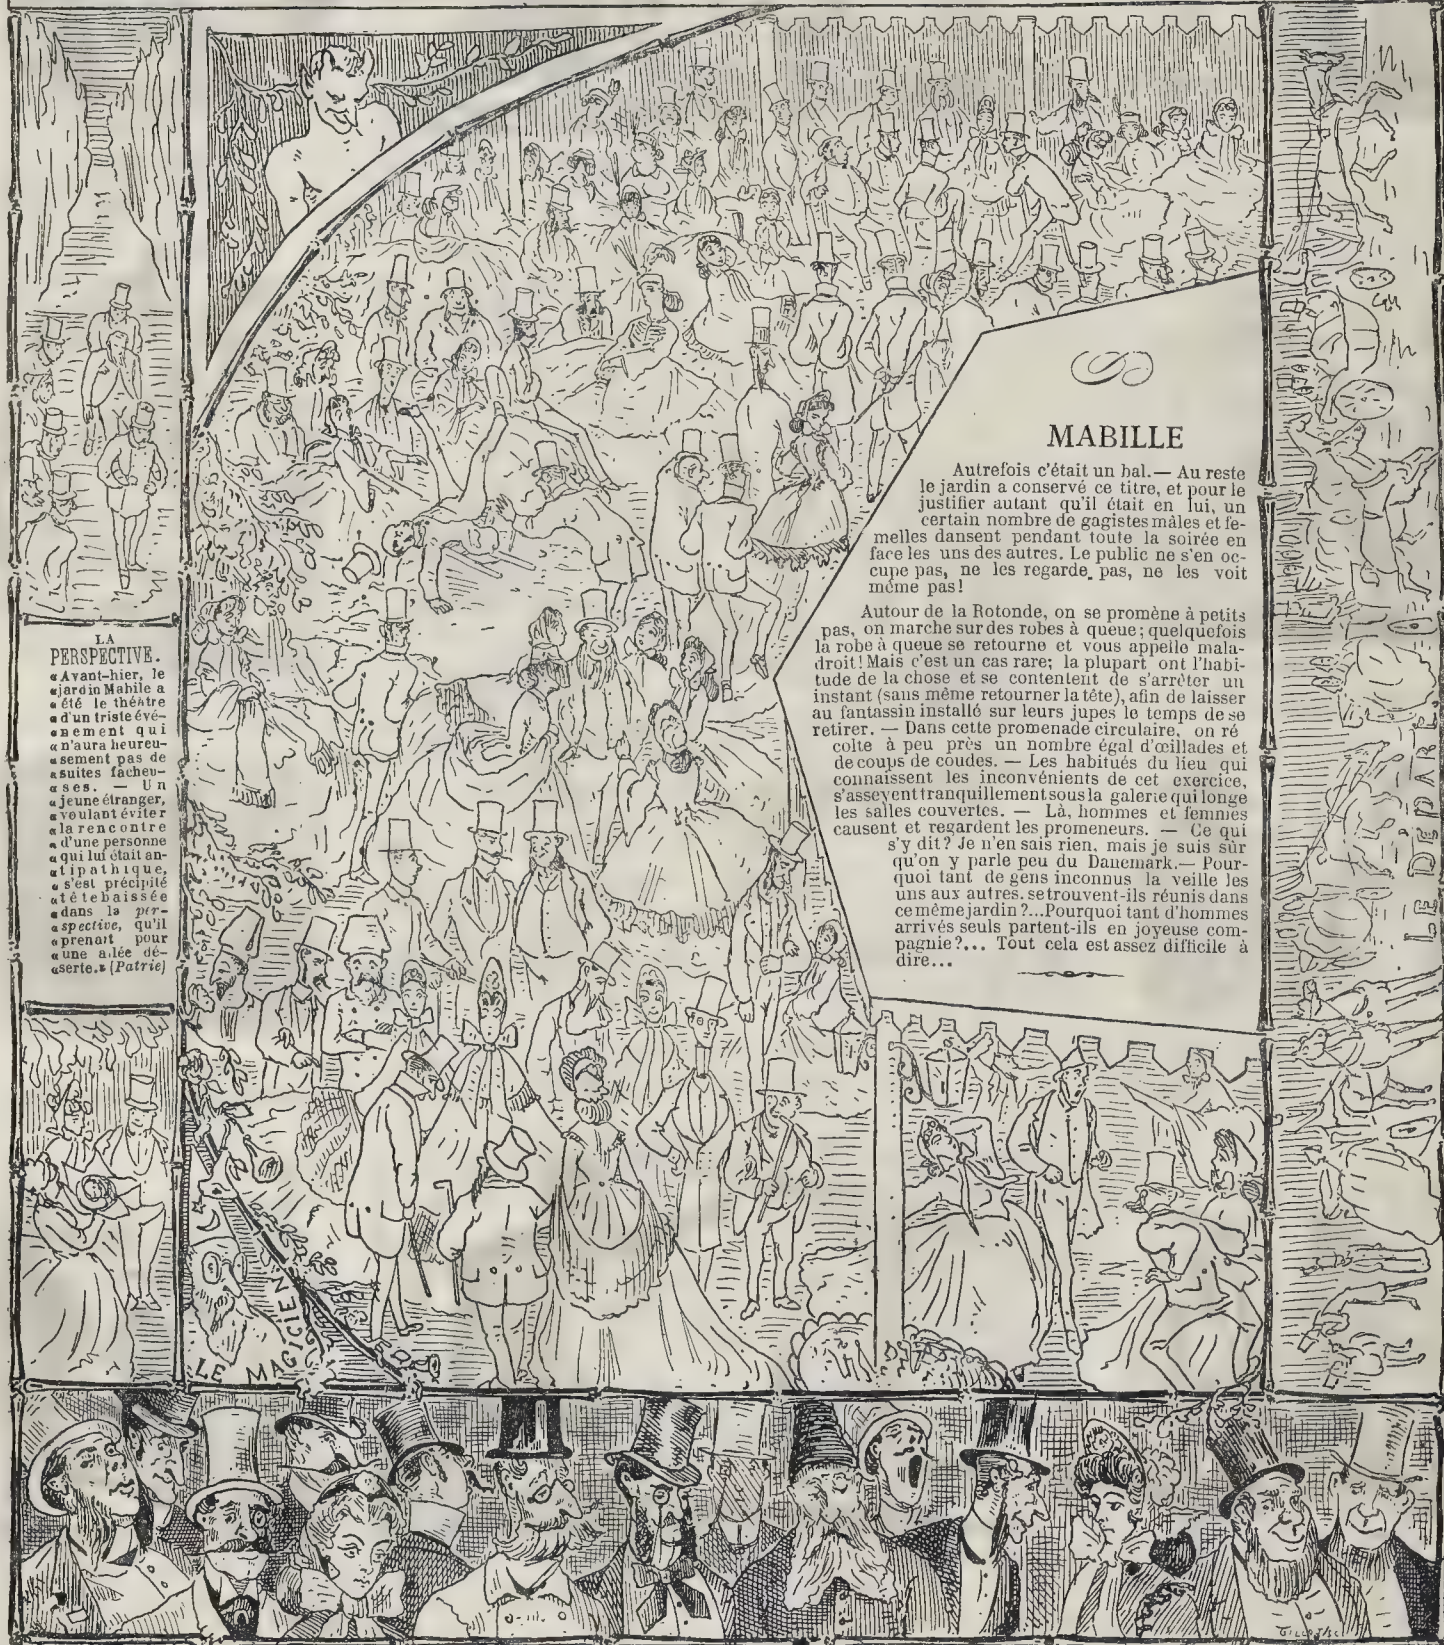 LA
PERSPECTIVE.
« Avant-hier, le
« jardin Mabile a
« été le théâtre
« d'un triste évé-
« nement qui
« n'aura heureu-
« sement pas de
« suites facheu-
« ses. — Un
« jeune étranger,
« voulant éviter
« la rencontre
« d'une personne
« qui lui était an-
« tipathique,
« s'est précipité
« tête baissée
« dans la per-
« spective, qu'il
« prenait pour
« une allée dé-
« serte. » (Patrie)
MABILLE
Autrefois c'était un bal. — Au reste
le jardin a conservé ce titre, et pour le
justifier autant qu'il était en lui, un
certain nombre de gagistes mâles et fe-
melles dansent pendant toute la soirée en
face les uns des autres. Le public ne s'en oc-
cupe pas, ne les regarde pas, ne les voit
même pas!
Autour de la Rotonde, on se promène à petits
pas, on marche sur des robes à queue; quelquefois
la robe à queue se retourne et vous appelle mala-
droit! Mais c'est un cas rare; la plupart ont l'habi-
tude de la chose et se contentent de s'arrêter un
instant (sans même retourner la tête), afin de laisser
au fantassin installé sur leurs jupes le temps de se
retirer. — Dans cette promenade circulaire, on ré
colte à peu près un nombre égal d'œillades et
de coups de coudes. — Les habitués du lieu qui
connaissent les inconvénients de cet exercice,
s'asseyent tranquillement sous la galerie qui longe
les salles couvertes. — Là, hommes et femmes
causent et regardent les promeneurs. — Ce qui
s'y dit? Je n'en sais rien, mais je suis sûr
qu'on y parle peu du Danemark. — Pour-
quoi tant de gens inconnus la veille les
uns aux autres, se trouvent-ils réunis dans
ce même jardin?... Pourquoi tant d'hommes
arrivés seuls partent-ils en joyeuse com-
pagnie?... Tout cela est assez difficile à
dire...
LE DÉPART.
LE MAGICIEN